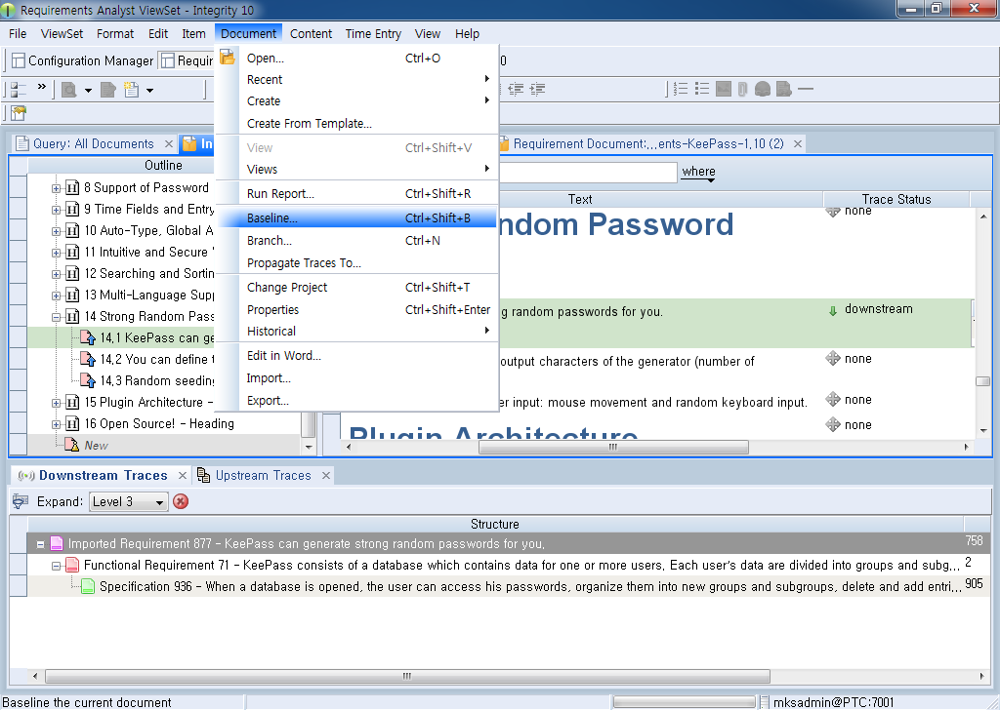 Requirements Analyst ViewSet - Integrity 10
File ViewSet Format Edit Item Document Content Time Entry View Help
Configuration Manager
0
Open... Ctrl+O
Recent
Create
Create From Template...
View Ctrl+Shift+V
Views
Run Report... Ctrl+Shift+R
Baseline... Ctrl+Shift+B
Branch... Ctrl+N
Propagate Traces To...
Change Project Ctrl+Shift+T
Properties Ctrl+Shift+Enter
Historical
Edit in Word...
Import...
Export...
Query: All Documents
In
Requirement Document:...ents-KeePass-1.10 (2)
Outline
8 Support of Password
9 Time Fields and Entry
10 Auto-Type, Global A
11 Intuitive and Secure
12 Searching and Sortin
13 Multi-Language Sup
14 Strong Random Pass
14.1 KeePass can ge
14.2 You can define t
14.3 Random seeding
15 Plugin Architecture -
16 Open Source! - Heading
New
where
Text Trace Status
none
ndom Password
random passwords for you. downstream
output characters of the generator (number of none
er input: mouse movement and random keyboard input. none
none
Plugin Architecture
Downstream Traces Upstream Traces
Expand: Level 3
Structure
Imported Requirement 877 - KeePass can generate strong random passwords for you. 758
Functional Requirement 71 - KeePass consists of a database which contains data for one or more users. Each user's data are divided into groups and subg... 2
Specification 936 - When a database is opened, the user can access his passwords, organize them into new groups and subgroups, delete and add entri... 905
Baseline the current document
mksadmin@PTC:7001